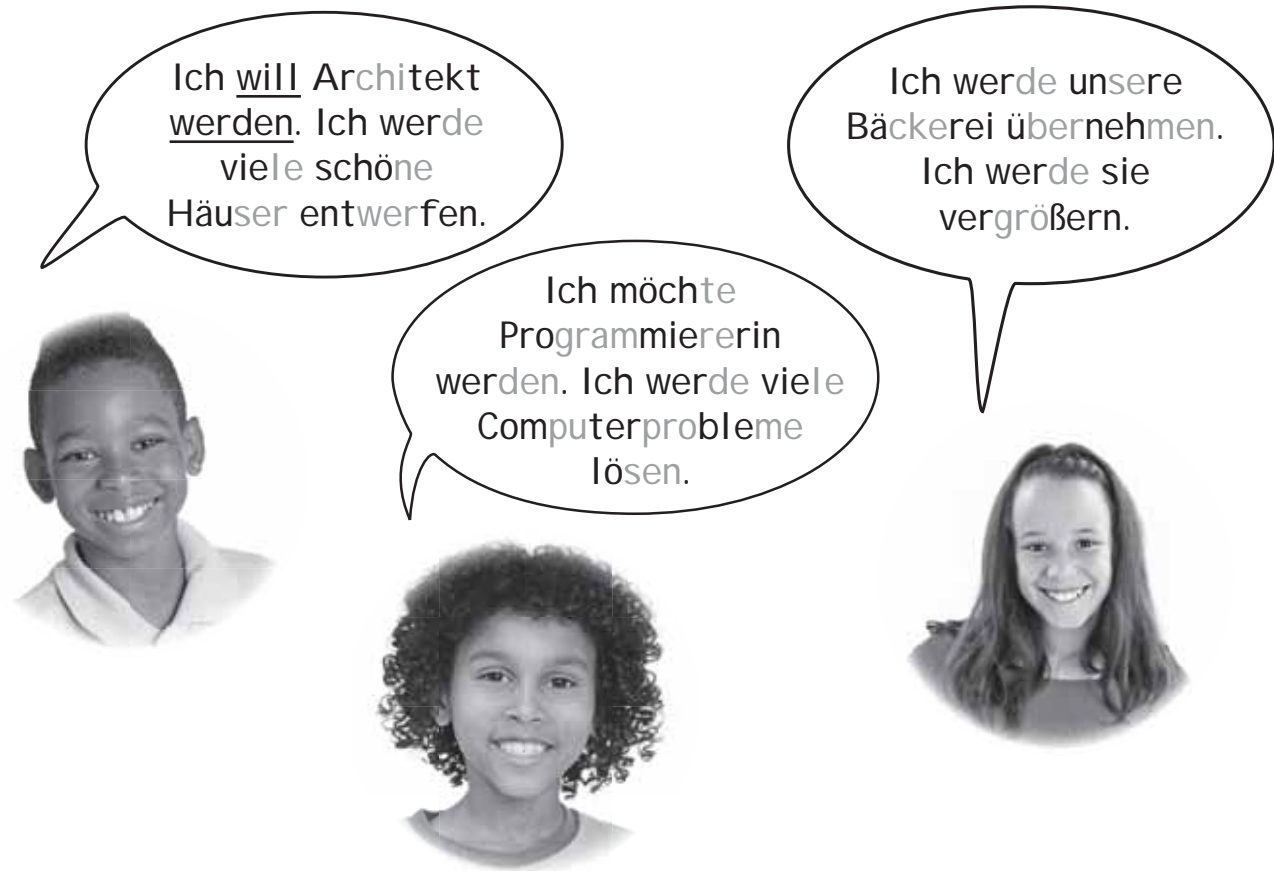 Ich will Architekt
werden. Ich werde
viele schöne
Häuser entwerfen.
Ich möchte
Programmiererin
werden. Ich werde viele
Computerprobleme
lösen.
Ich werde unsere
Bäckerei übernehmen.
Ich werde sie
vergrößern.